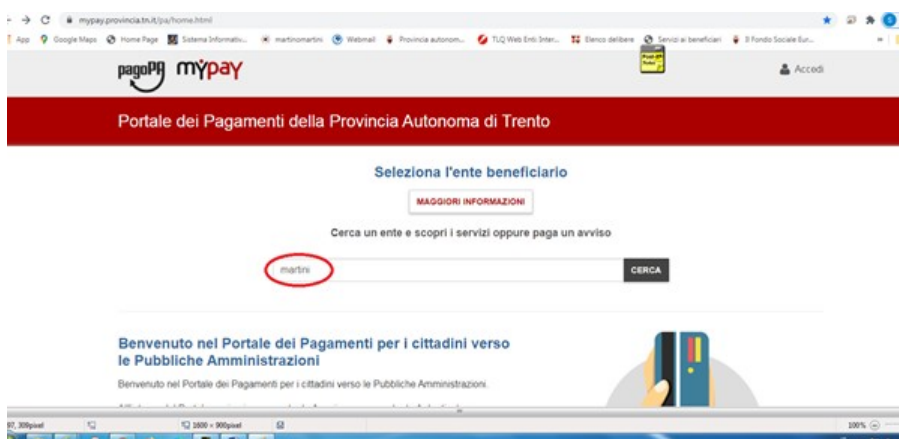 mypay.provincia.tn.it/pa/home.html
App Google Maps Home Page Sistema Informativ... martinomartini Webmail Provincia autonom... TUQ Web Enti Inter... Elenco delibere Servizi ai beneficiari Il Fondo Sociale Eur...
pagoPA mypay Accedi
Portale dei Pagamenti della Provincia Autonoma di Trento
Seleziona l'ente beneficiario
MAGGIORI INFORMAZIONI
Cerca un ente e scopri i servizi oppure paga un avviso
martini CERCA
Benvenuto nel Portale dei Pagamenti per i cittadini verso
le Pubbliche Amministrazioni
Benvenuto nel Portale dei Pagamenti per i cittadini verso le Pubbliche Amministrazioni.
97, 309pixel 1600 × 900pixel 100%